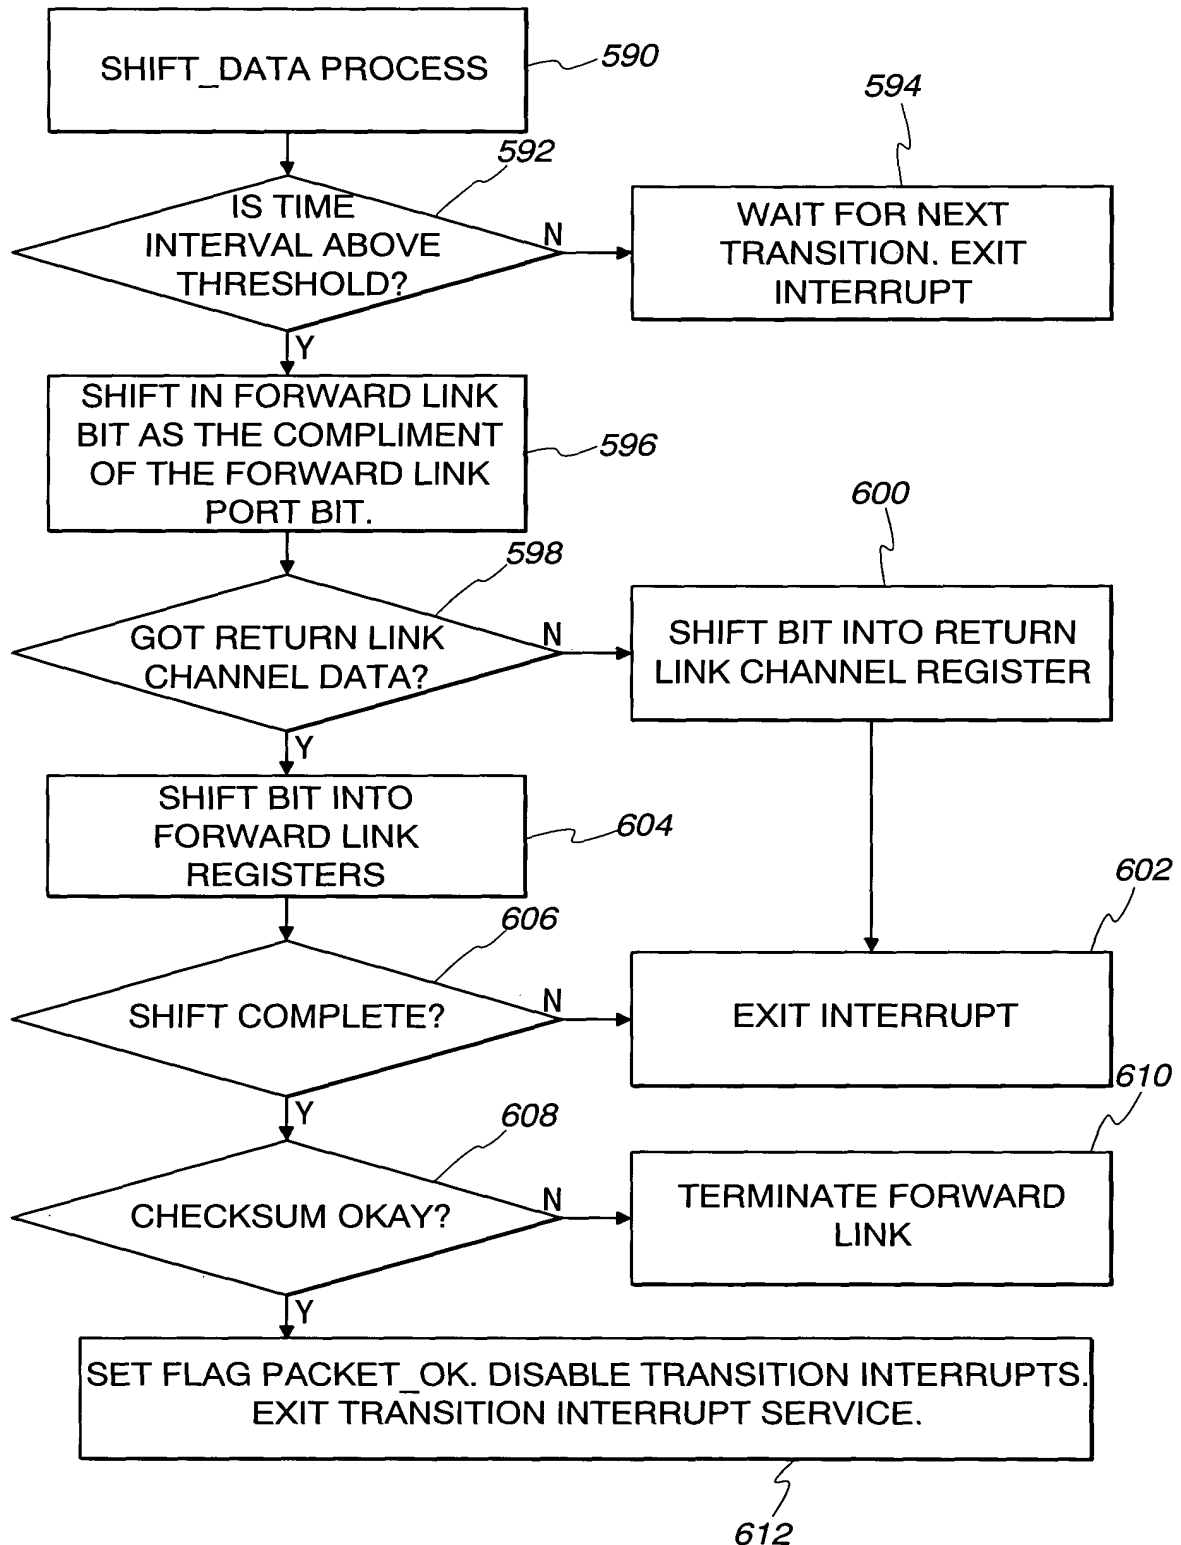 SHIFT_DATA PROCESS
590
592
594
IS TIME
INTERVAL ABOVE
THRESHOLD?
N
WAIT FOR NEXT
TRANSITION. EXIT
INTERRUPT
Y
SHIFT IN FORWARD LINK
BIT AS THE COMPLIMENT
OF THE FORWARD LINK
PORT BIT.
596
598
600
GOT RETURN LINK
CHANNEL DATA?
N
SHIFT BIT INTO RETURN
LINK CHANNEL REGISTER
Y
SHIFT BIT INTO
FORWARD LINK
REGISTERS
604
606
602
SHIFT COMPLETE?
N
EXIT INTERRUPT
Y
608
610
CHECKSUM OKAY?
N
TERMINATE FORWARD
LINK
Y
SET FLAG PACKET_OK. DISABLE TRANSITION INTERRUPTS.
EXIT TRANSITION INTERRUPT SERVICE.
612